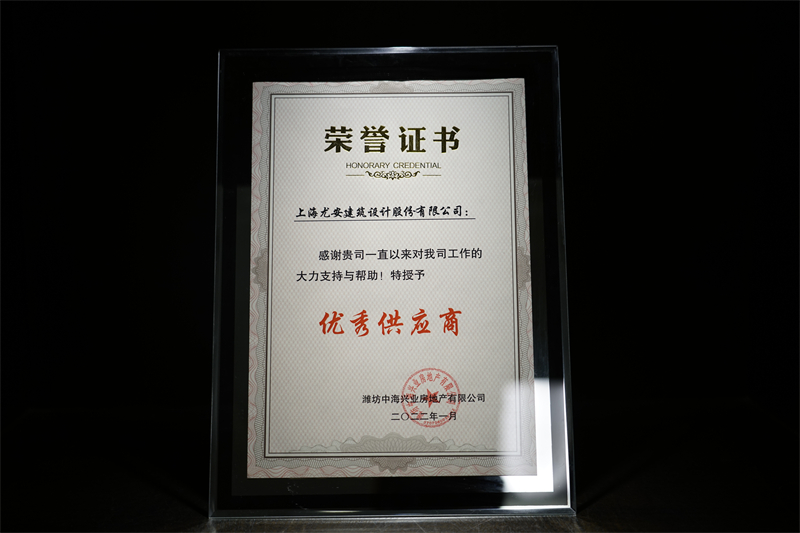 荣誉证书
HONORARY CREDENTIAL
上海尤安建筑设计股份有限公司：
感谢贵司一直以来对我司工作的
大力支持与帮助！特授予
优秀供应商
潍坊中海兴业房地产有限公司
二〇二二年一月